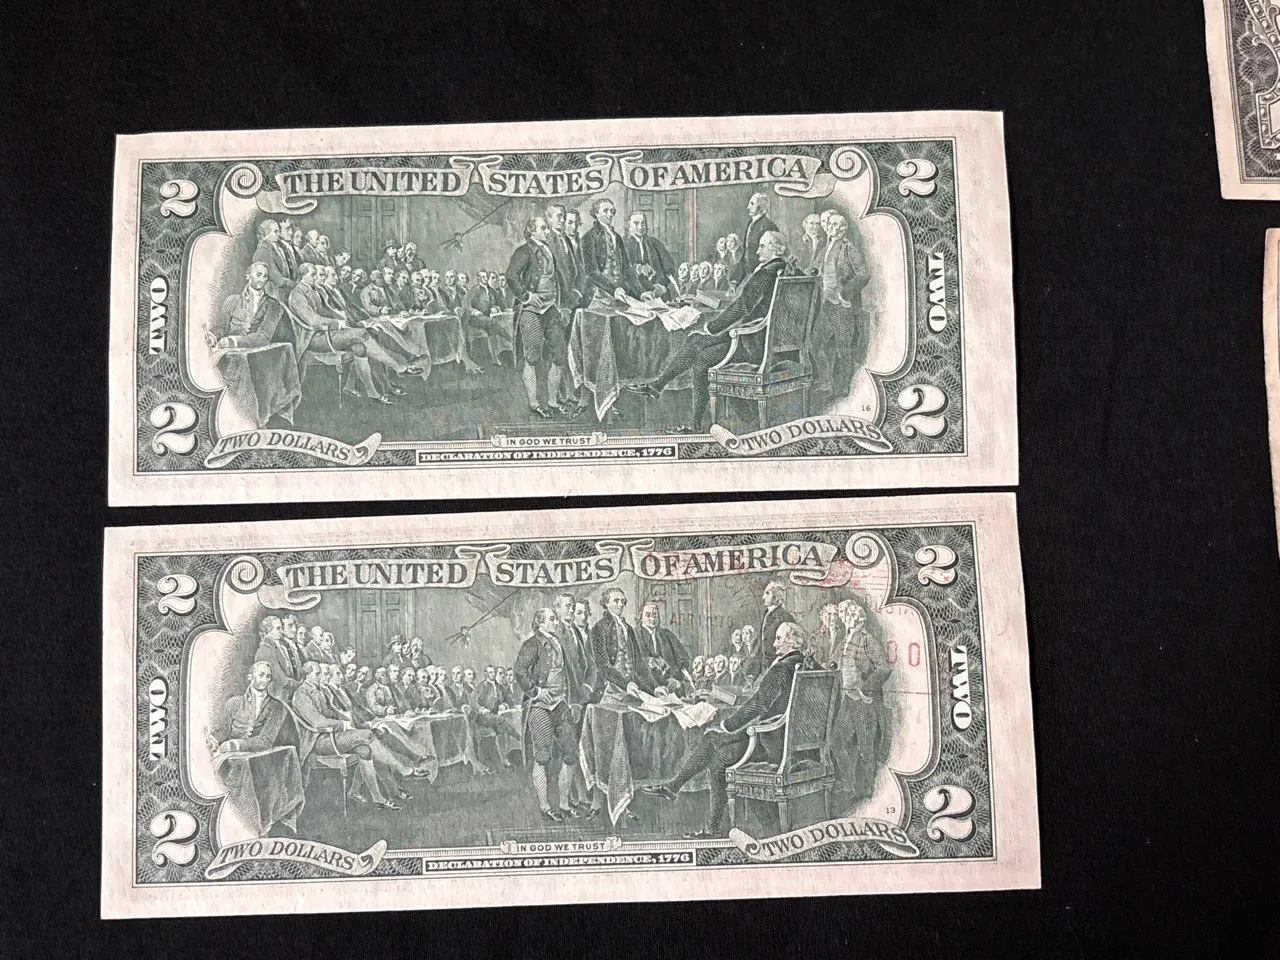 2 THE UNITED STATES OF AMERICA 2
TWO TWO
16
2 TWO DOLLARS IN GOD WE TRUST TWO DOLLARS 2
DECLARATION OF INDEPENDENCE, 1776
2 THE UNITED STATES OF AMERICA 2
00
TWO TWO
13
2 TWO DOLLARS IN GOD WE TRUST TWO DOLLARS 2
DECLARATION OF INDEPENDENCE, 1776